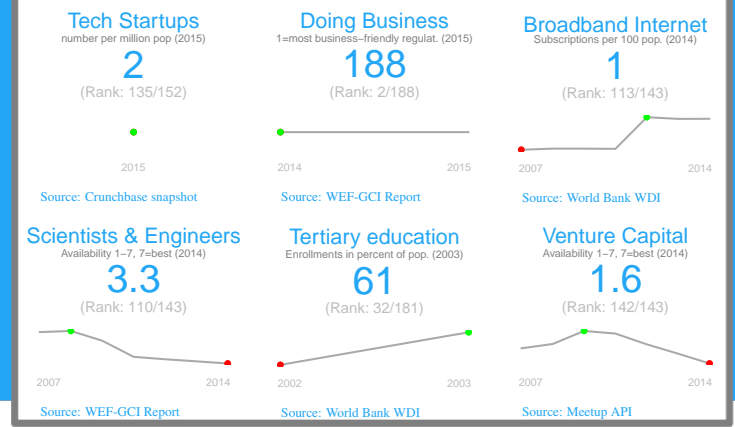 Tech Startups
number per million pop (2015)
2
(Rank: 135/152)
2015
Source: Crunchbase snapshot
Doing Business
1=most business−friendly regulat. (2015)
188
(Rank: 2/188)
2014 2015
Source: WEF-GCI Report
Broadband Internet
Subscriptions per 100 pop. (2014)
1
(Rank: 113/143)
2007 2014
Source: World Bank WDI
Scientists & Engineers
Availability 1−7, 7=best (2014)
3.3
(Rank: 110/143)
2007 2014
Source: WEF-GCI Report
Tertiary education
Enrollments in percent of pop. (2003)
61
(Rank: 32/181)
2002 2003
Source: World Bank WDI
Venture Capital
Availability 1−7, 7=best (2014)
1.6
(Rank: 142/143)
2007 2014
Source: Meetup API